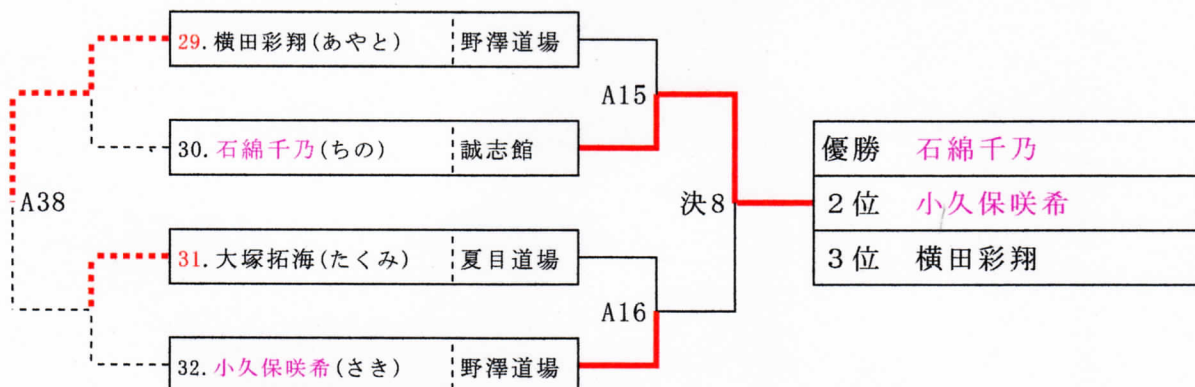 29.横田彩翔(あやと) 野澤道場
A15
30.石綿千乃(ちの) 誠志館
優勝 石綿千乃
A38
決8
2位 小久保咲希
31.大塚拓海(たくみ) 夏目道場
3位 横田彩翔
A16
32.小久保咲希(さき) 野澤道場